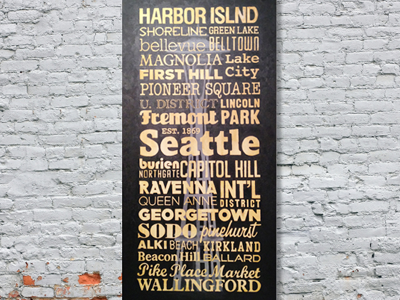 HARBOR ISLND
SHORELINE GREEN LAKE
bellevue BELLTOWN
MAGNOLIA Lake
FIRST HILL City
PIONEER SQUARE
U. DISTRICT LINCOLN
Fremont PARK
EST. 1869
Seattle
burien CAPITOL HILL
NORTHGATE
RAVENNA INT'L
QUEEN ANNE DISTRICT
GEORGETOWN
SODO pinehurst
ALKI BEACH KIRKLAND
Beacon Hill BALLARD
Pike Place Market
WALLINGFORD